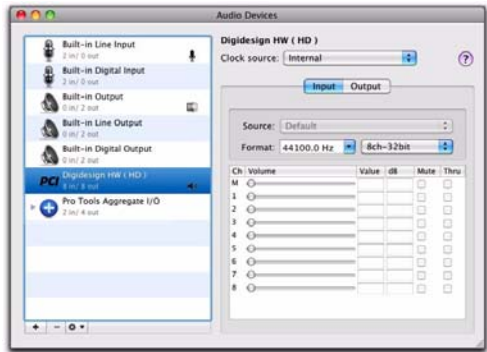 Audio Devices
Built-in Line Input
2 in/ 0 out
Built-in Digital Input
2 in/ 0 out
Built-in Output
0 in/ 2 out
Built-in Line Output
0 in/ 2 out
Built-in Digital Output
0 in/ 2 out
PCI
Digidesign HW ( HD )
8 in/ 8 out
Pro Tools Aggregate I/O
2 in/ 4 out
Digidesign HW ( HD )
Clock source: Internal
?
Input Output
Source: Default
Format: 44100.0 Hz 8ch-32bit
Ch Volume Value dB Mute Thru
M
1
2
3
4
5
6
7
8